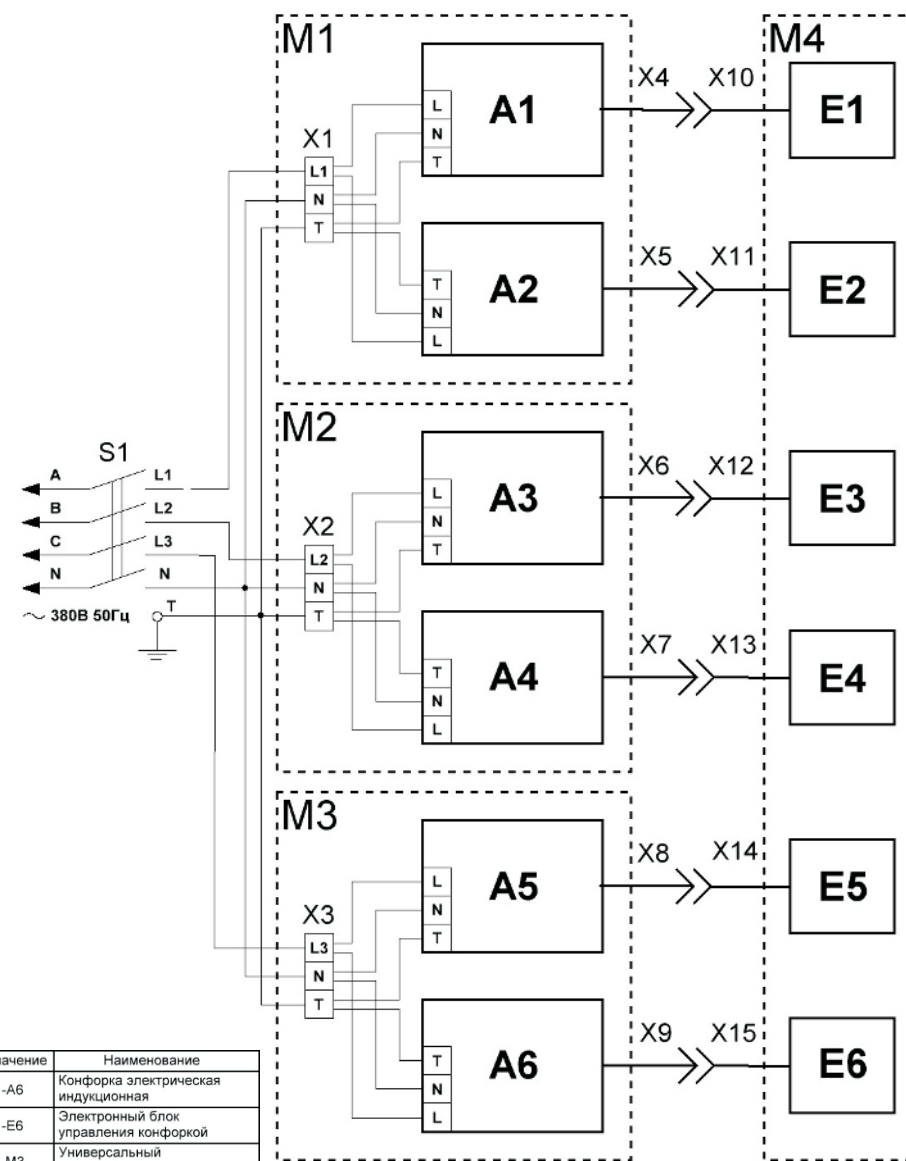 M1
M4
A1
L
N
T
X4
X10
E1
X1
L1
N
T
A2
T
N
L
X5
X11
E2
M2
A3
L
N
T
X6
X12
E3
S1
A
L1
B
L2
C
L3
N
N
~ 380В 50Гц
T
X2
L2
N
T
A4
T
N
L
X7
X13
E4
M3
A5
L
N
T
X8
X14
E5
X3
L3
N
T
A6
T
N
L
X9
X15
E6
Наименование
-A6
Конфорка электрическая
индукционная
-E6
Электронный блок
управления конфоркой
Универсальный